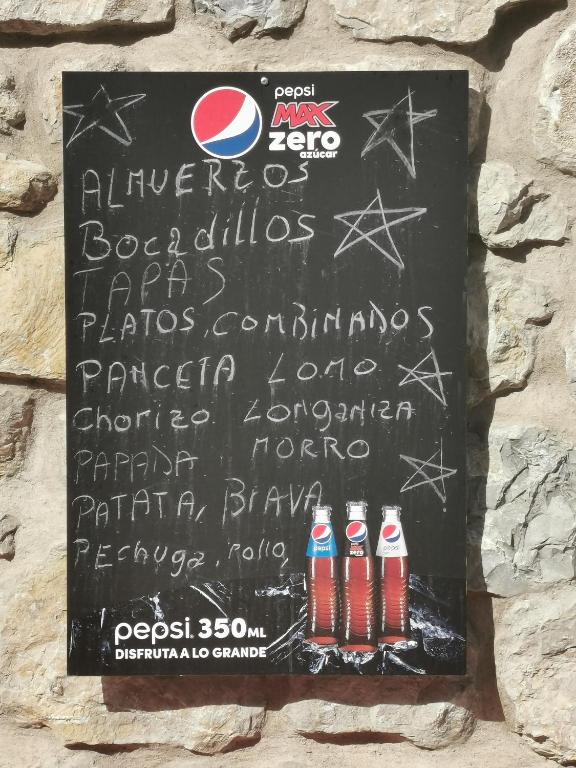 pepsi
MAX
zero
azúcar
ALMUERZOS
Bocadillos
TAPAS
PLATOS, COMBINADOS
PANCETA LOMO
Chorizo Longaniza
PAPADA MORRO
PATATA, BRAVA
PEchuga, Pollo,
pepsi 350ML
DISFRUTA A LO GRANDE